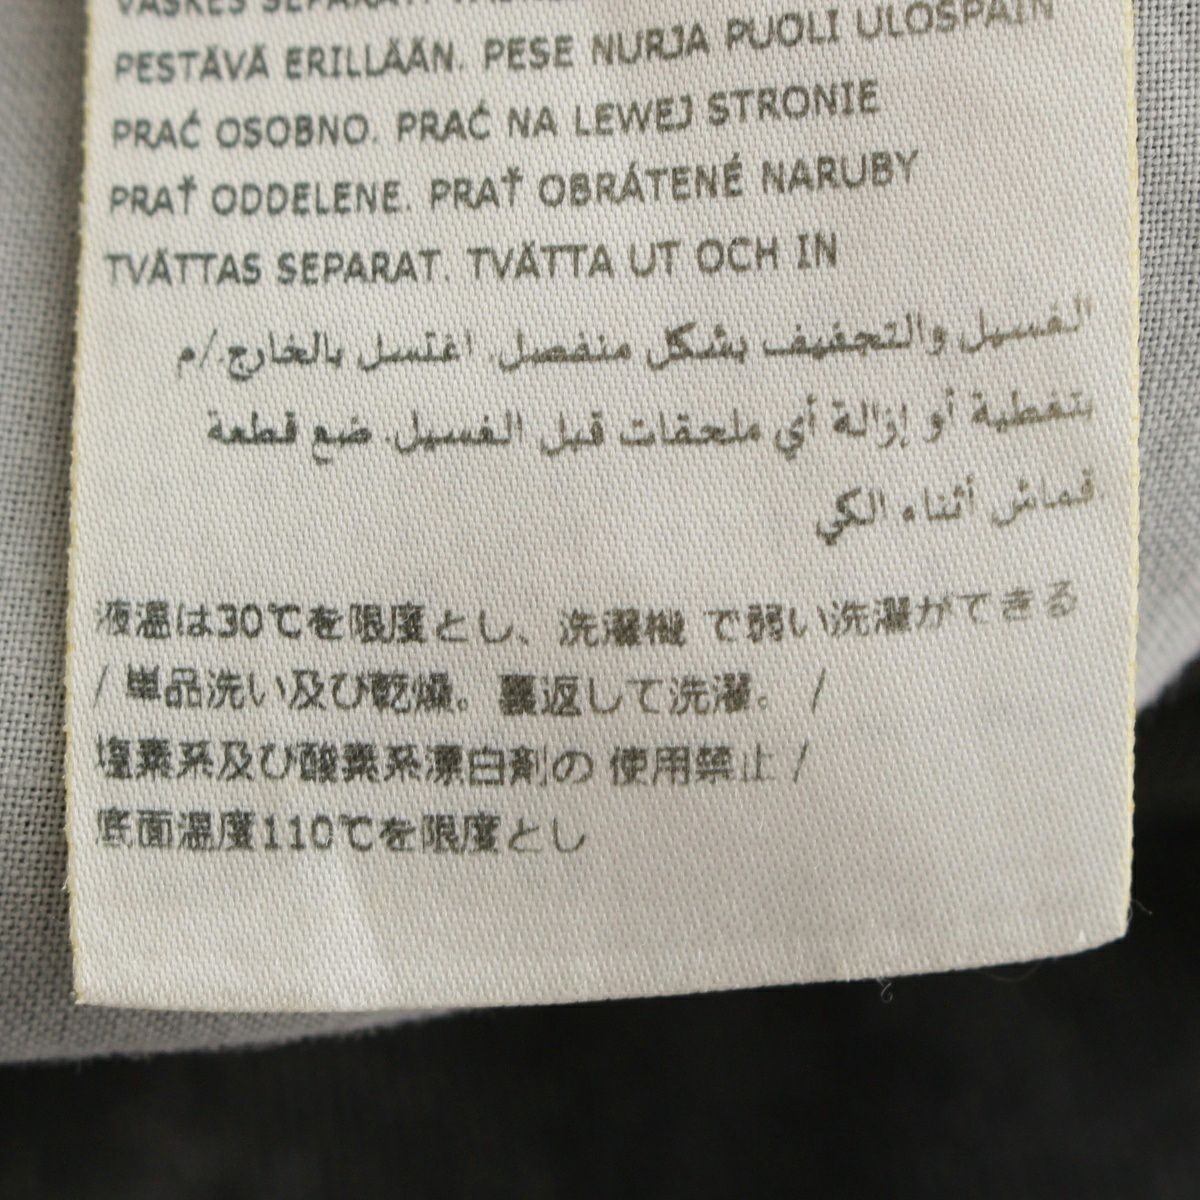 VASKES SEPARAT.
PESTÄVÄ ERILLÄÄN. PESE NURJA PUOLI ULOSPÄIN
PRAĆ OSOBNO. PRAĆ NA LEWEJ STRONIE
PRAŤ ODDELENE. PRAŤ OBRÁTENÉ NARUBY
TVÄTTAS SEPARAT. TVÄTTA UT OCH IN
الغسيل والتجفيف بشكل منفصل. اغتسل بالخارج/.م
بتغطية أو إزالة أي ملحقات قبل الغسيل. ضع قطعة
قماش أثناء الكي
液温は30℃を限度とし、洗濯機 で弱い洗濯ができる
/ 単品洗い及び乾燥。裏返して洗濯。 /
塩素系及び酸素系漂白剤の 使用禁止 /
底面温度110℃を限度とし